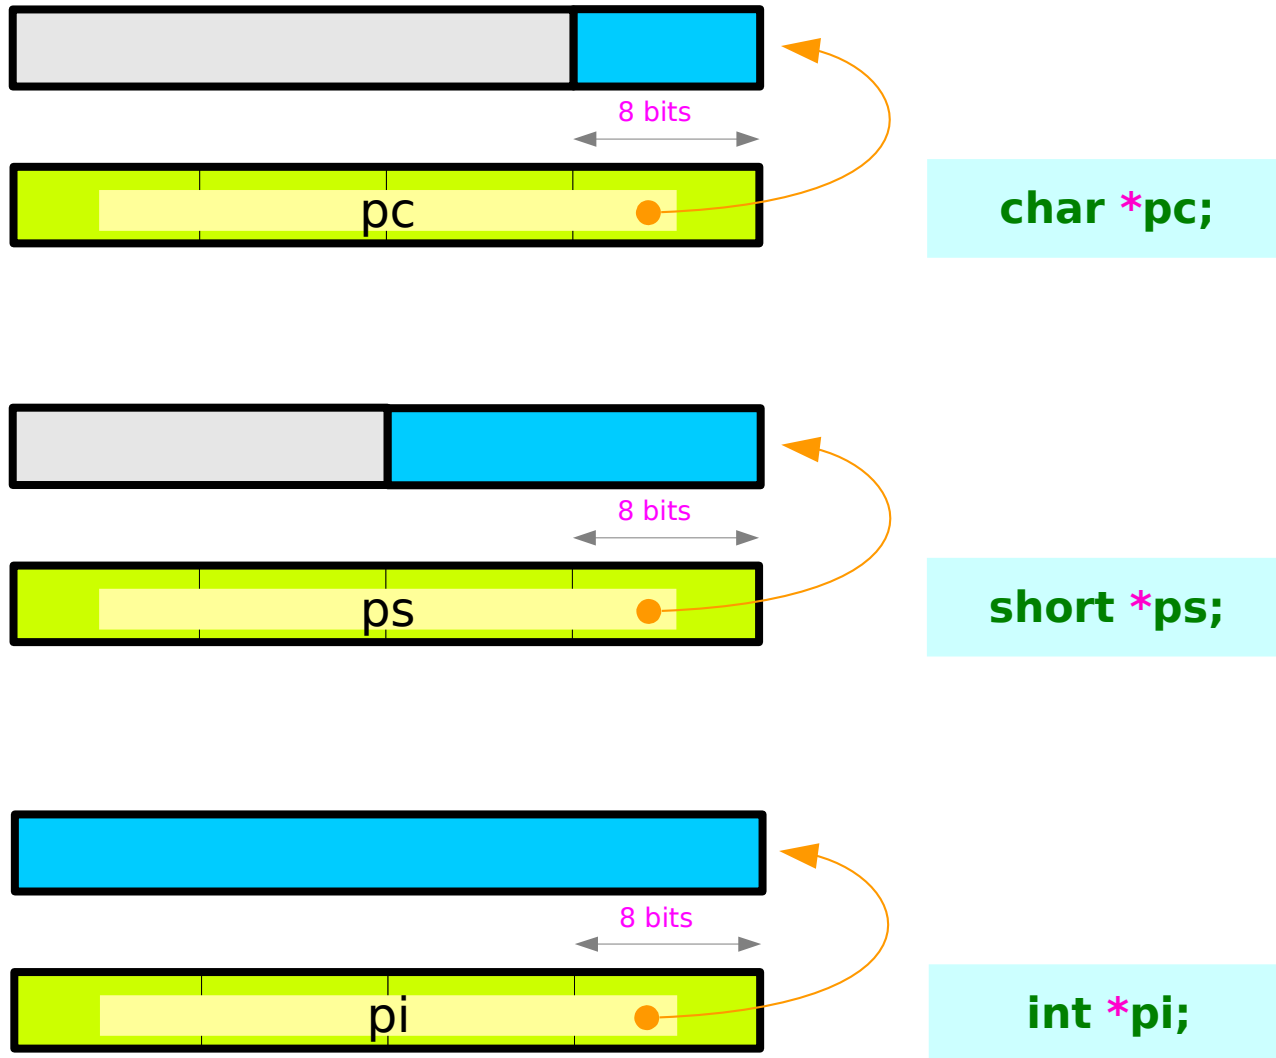 8 bits
pc
char *pc;
8 bits
ps
short *ps;
8 bits
pi
int *pi;